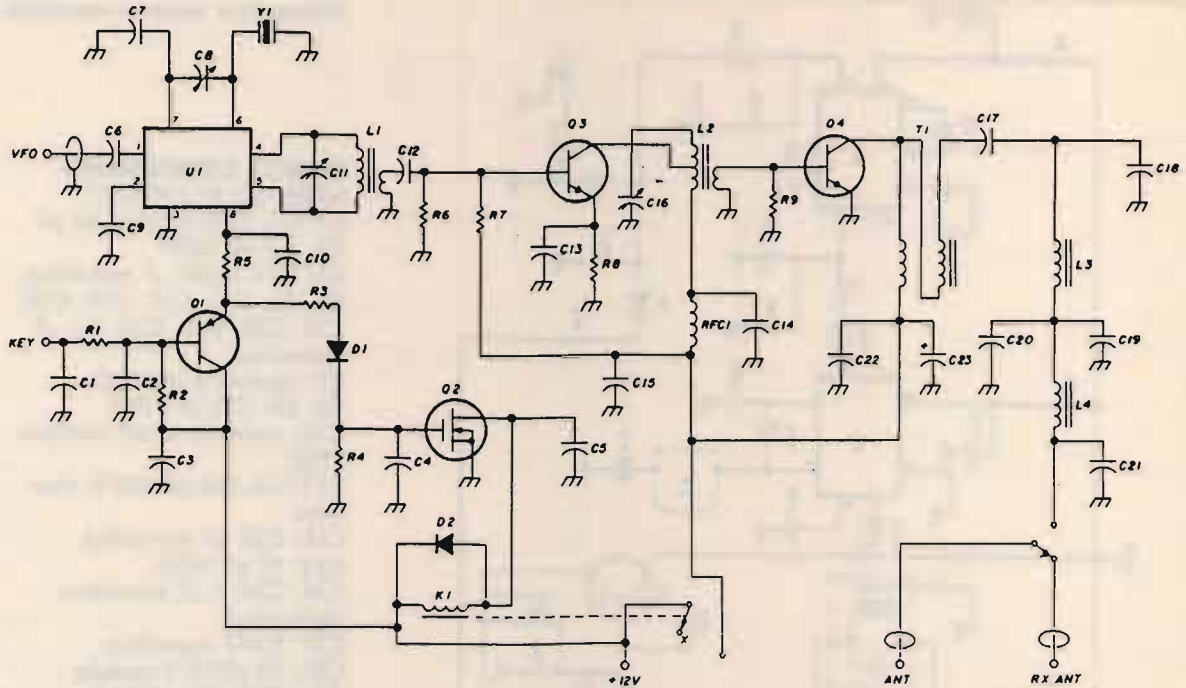 C7
Y1
C8
7
6
VFO
C6
1
2
U1
4
5
3
8
C9
C10
C11
L1
C12
R6
R7
Q3
C13
R8
C16
L2
R9
Q4
T1
C17
C18
RFC1
C14
C15
C22
C23
+
L3
C20
C19
L4
C21
R5
R3
Q1
KEY
R1
C1
C2
R2
C3
D1
R4
Q2
C4
C5
D2
K1
X
+12V
ANT
RX ANT